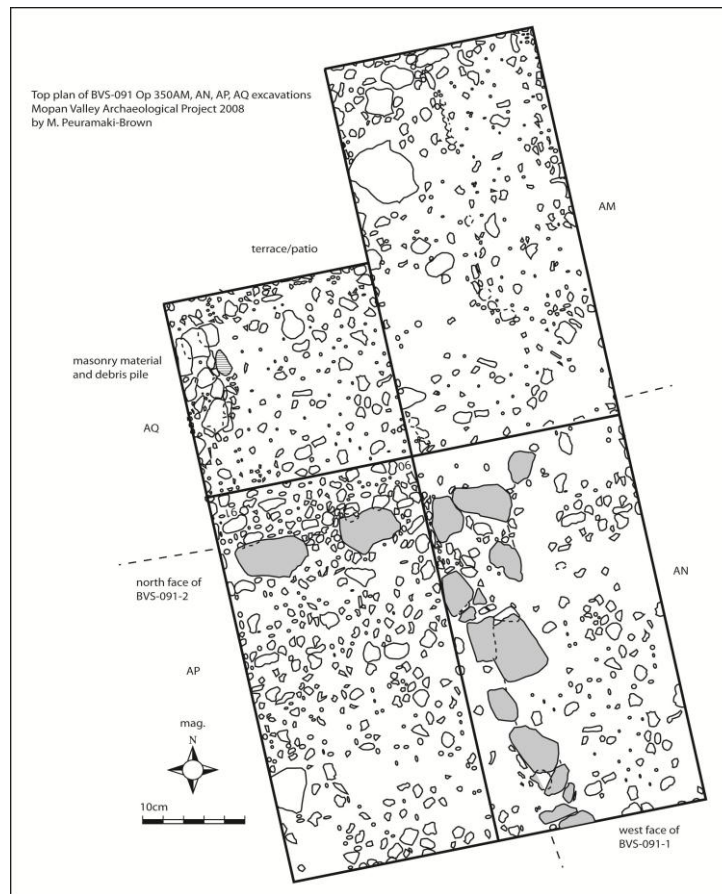 Top plan of BVS-091 Op 350AM, AN, AP, AQ excavations
Mopan Valley Archaeological Project 2008
by M. Peuramaki-Brown
AM
terrace/patio
masonry material
and debris pile
AQ
north face of
BVS-091-2
AN
AP
mag.
N
10cm
west face of
BVS-091-1